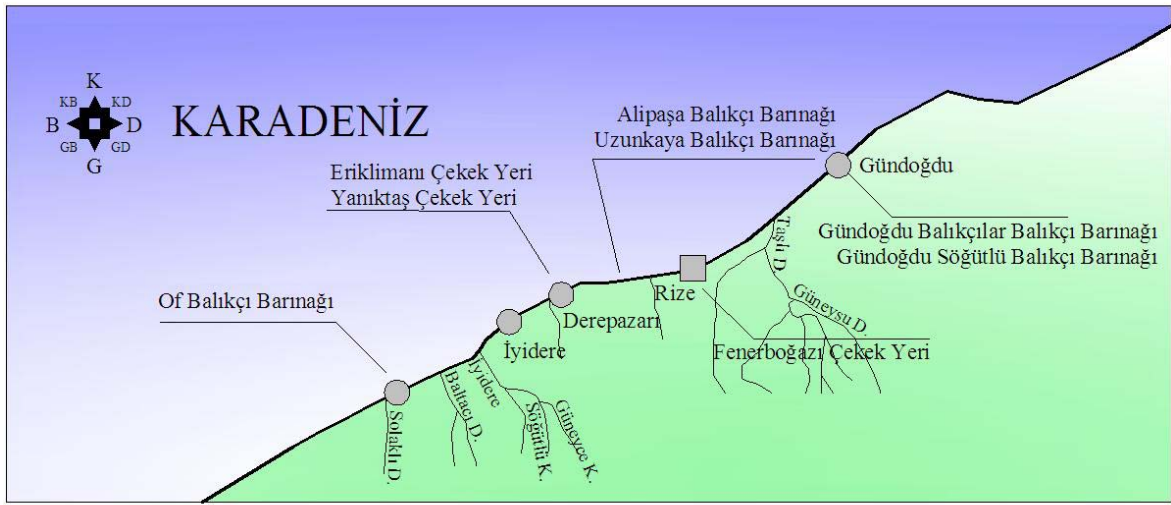 K
KB
KD
B
D
GB
GD
G
KARADENİZ
Alipaşa Balıkçı Barınağı
Uzunkaya Balıkçı Barınağı
Eriklimanı Çekek Yeri
Yanıktaş Çekek Yeri
Gündoğdu
Gündoğdu Balıkçılar Balıkçı Barınağı
Gündoğdu Söğütlü Balıkçı Barınağı
Taşlı D.
Of Balıkçı Barınağı
Rize
Güneysu D.
Derepazarı
İyidere
Fenerboğazı Çekek Yeri
İyidere
Baltacı D.
Solaklı D.
Söğütlü K.
Güneyce K.